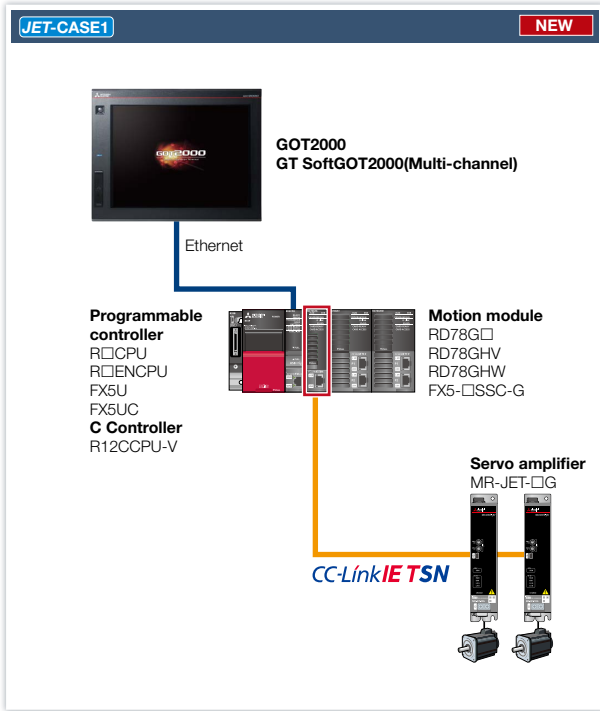 JET-CASE1
NEW
GOT2000
GOT2000
GT SoftGOT2000(Multi-channel)
Ethernet
Programmable
controller
R□CPU
R□ENCPU
FX5U
FX5UC
C Controller
R12CCPU-V
Motion module
RD78G□
RD78GHV
RD78GHW
FX5-□SSC-G
Servo amplifier
MR-JET-□G
CC-Link IE TSN